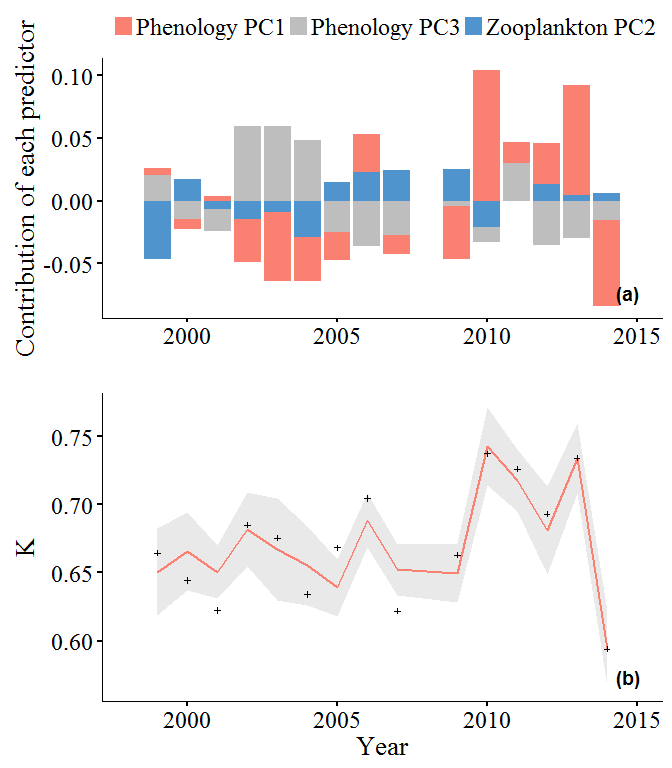 Phenology PC1 Phenology PC3 Zooplankton PC2
Contribution of each predictor
0.10
0.05
0.00
-0.05
(a)
2000 2005 2010 2015
K
0.75
0.70
0.65
0.60
(b)
2000 2005 2010 2015
Year